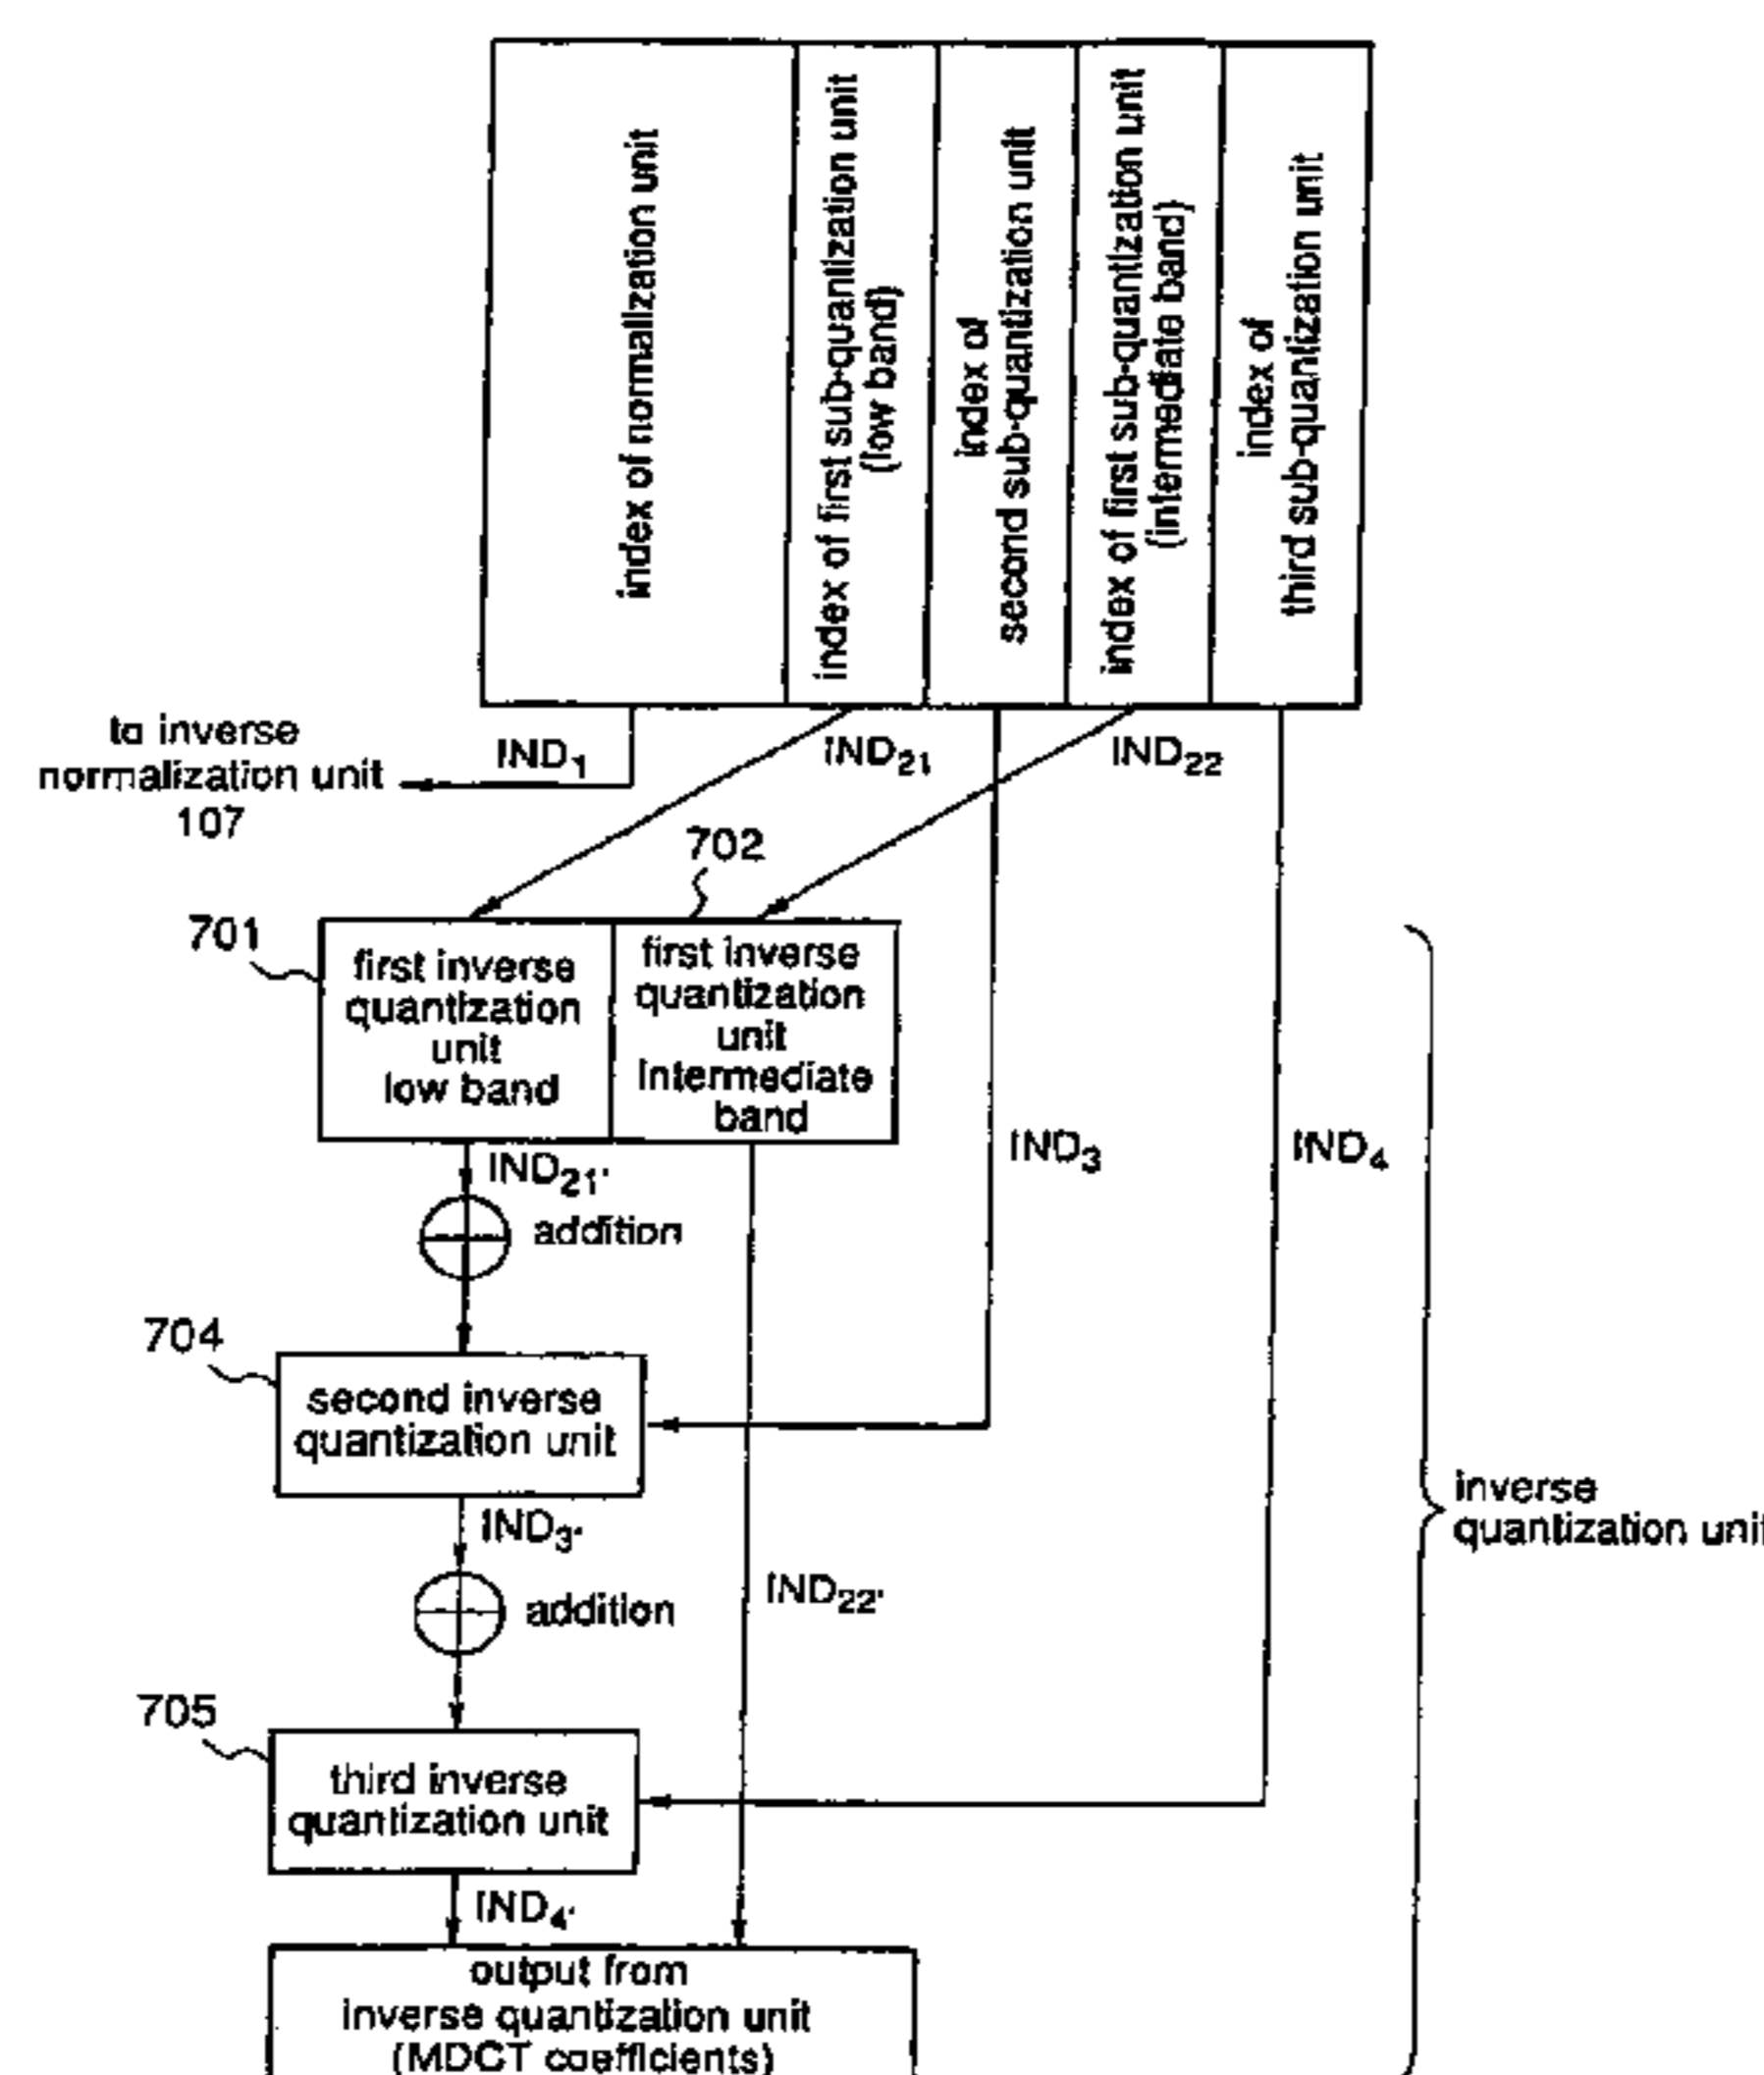 index of normalization unit
index of first sub-quantization unit
(low band)
index of
second sub-quantization unit
index of first sub-quantization unit
(intermediate band)
index of
third sub-quantization unit
to inverse
normalization unit
107
IND1
IND21
IND22
702
701
first inverse
quantization
unit
low band
first inverse
quantization
unit
intermediate
band
IND3
IND4
IND21'
addition
704
second inverse
quantization unit
IND3'
addition
IND22'
inverse
quantization unit
705
third inverse
quantization unit
IND4'
output from
inverse quantization unit
(MDCT coefficients)